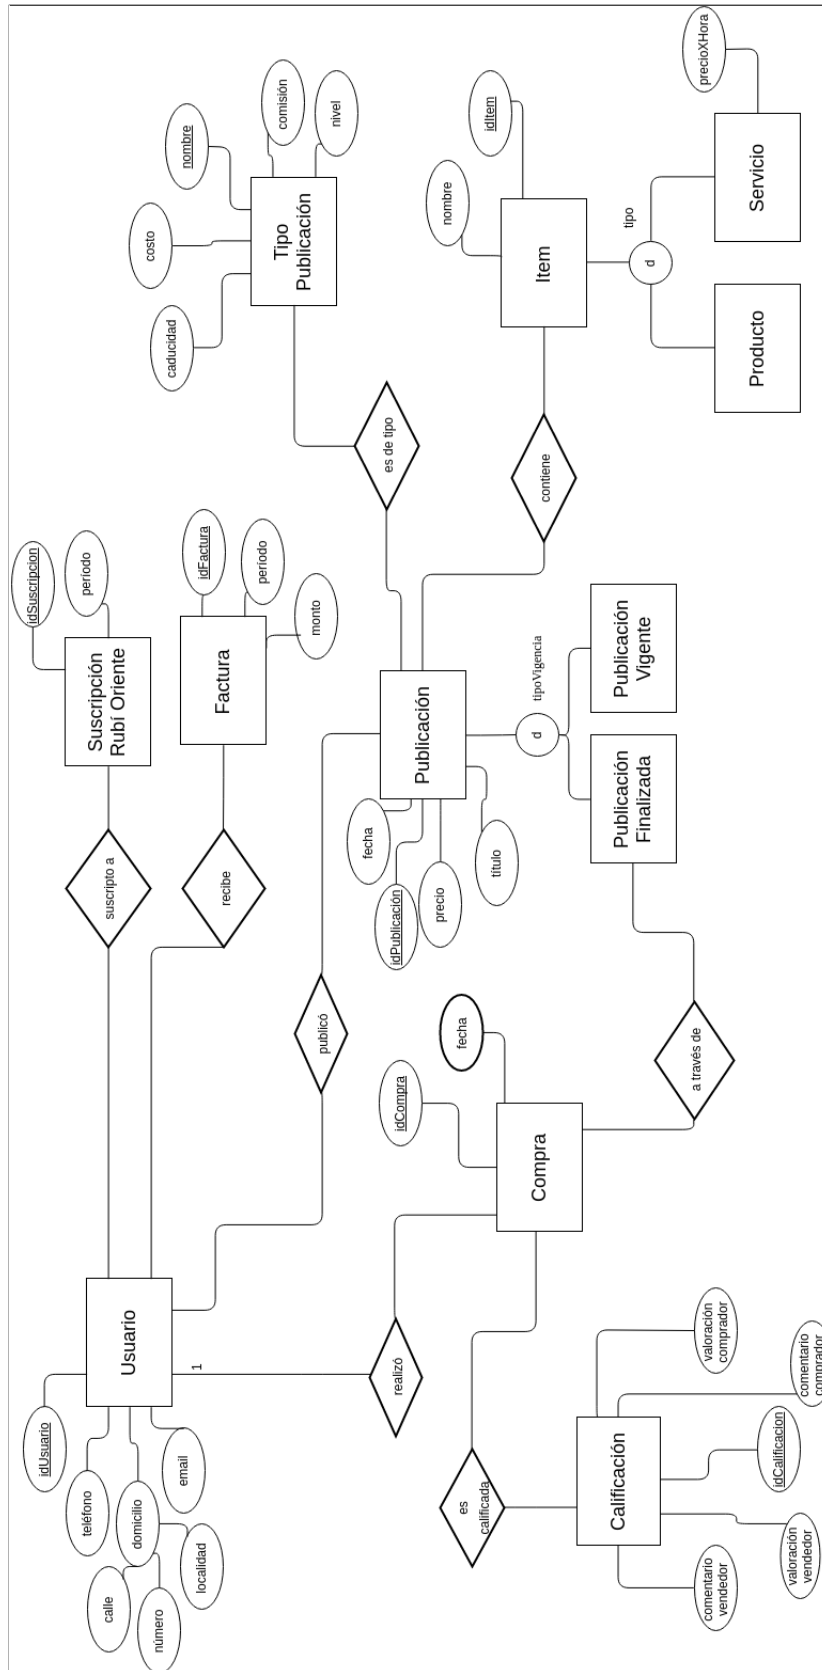 idUsuario
teléfono
domicilio
email
calle
número
localidad
Usuario
1
suscripto a
Suscripción
Rubí Oriente
idSuscripcion
período
recibe
Factura
idFactura
período
monto
publicó
realizó
Publicación
fecha
idPublicación
precio
título
es de tipo
Tipo
Publicación
caducidad
costo
nombre
comisión
nivel
contiene
Item
nombre
idItem
d
tipo
Producto
Servicio
precioXHora
d
tipoVigencia
Publicación
Finalizada
Publicación
Vigente
a través de
Compra
idCompra
fecha
es
calificada
Calificación
comentario
vendedor
valoración
vendedor
idCalificacion
comentario
comprador
valoración
comprador